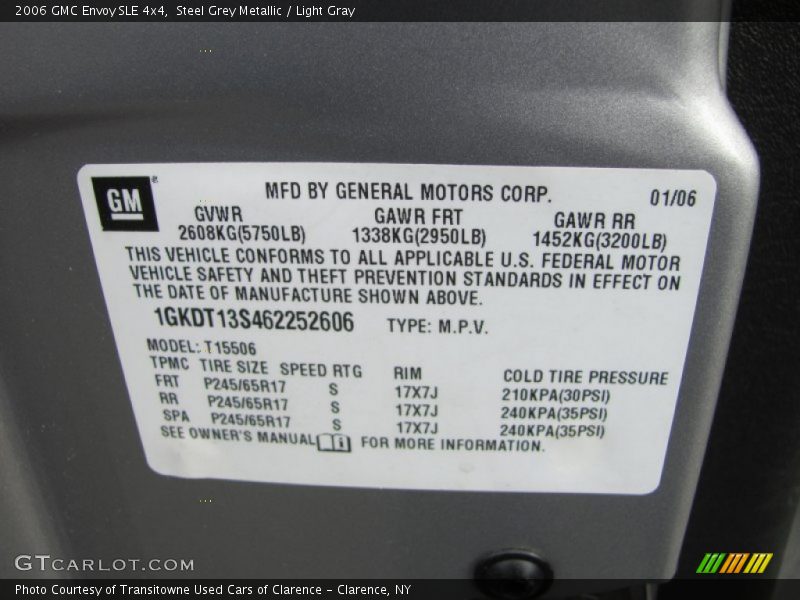 2006 GMC Envoy SLE 4x4,  Steel Grey Metallic / Light Gray
GM®
MFD BY GENERAL MOTORS CORP.
01/06
GVWR GAWR FRT GAWR RR
2608KG(5750LB) 1338KG(2950LB) 1452KG(3200LB)
THIS VEHICLE CONFORMS TO ALL APPLICABLE U.S. FEDERAL MOTOR
VEHICLE SAFETY AND THEFT PREVENTION STANDARDS IN EFFECT ON
THE DATE OF MANUFACTURE SHOWN ABOVE.
1GKDT13S462252606 TYPE: M.P.V.
MODEL: T15506
TPMC TIRE SIZE SPEED RTG RIM COLD TIRE PRESSURE
FRT P245/65R17 S 17X7J 210KPA(30PSI)
RR P245/65R17 S 17X7J 240KPA(35PSI)
SPA P245/65R17 S 17X7J 240KPA(35PSI)
SEE OWNER'S MANUAL i FOR MORE INFORMATION.
GTCARLOT.COM
Photo Courtesy of Transitowne Used Cars of Clarence - Clarence, NY